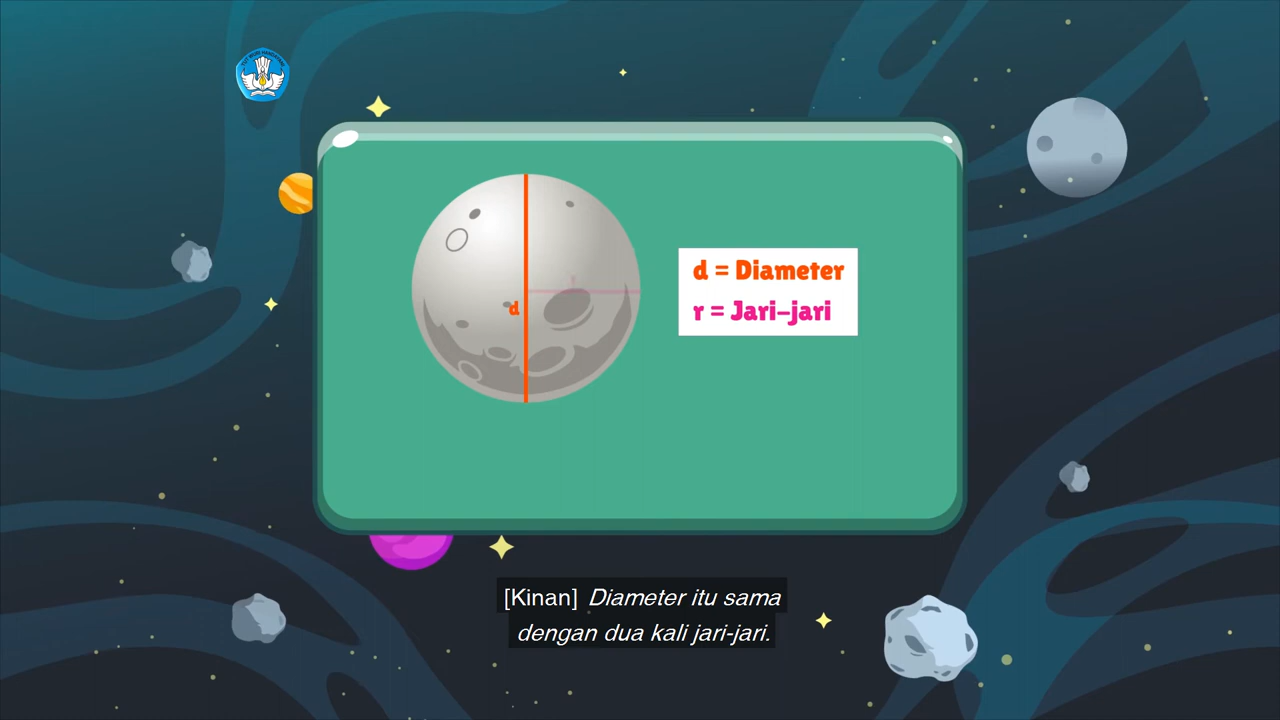 d = Diameter
r = Jari-jari
d
[Kinan] Diameter itu sama
dengan dua kali jari-jari.